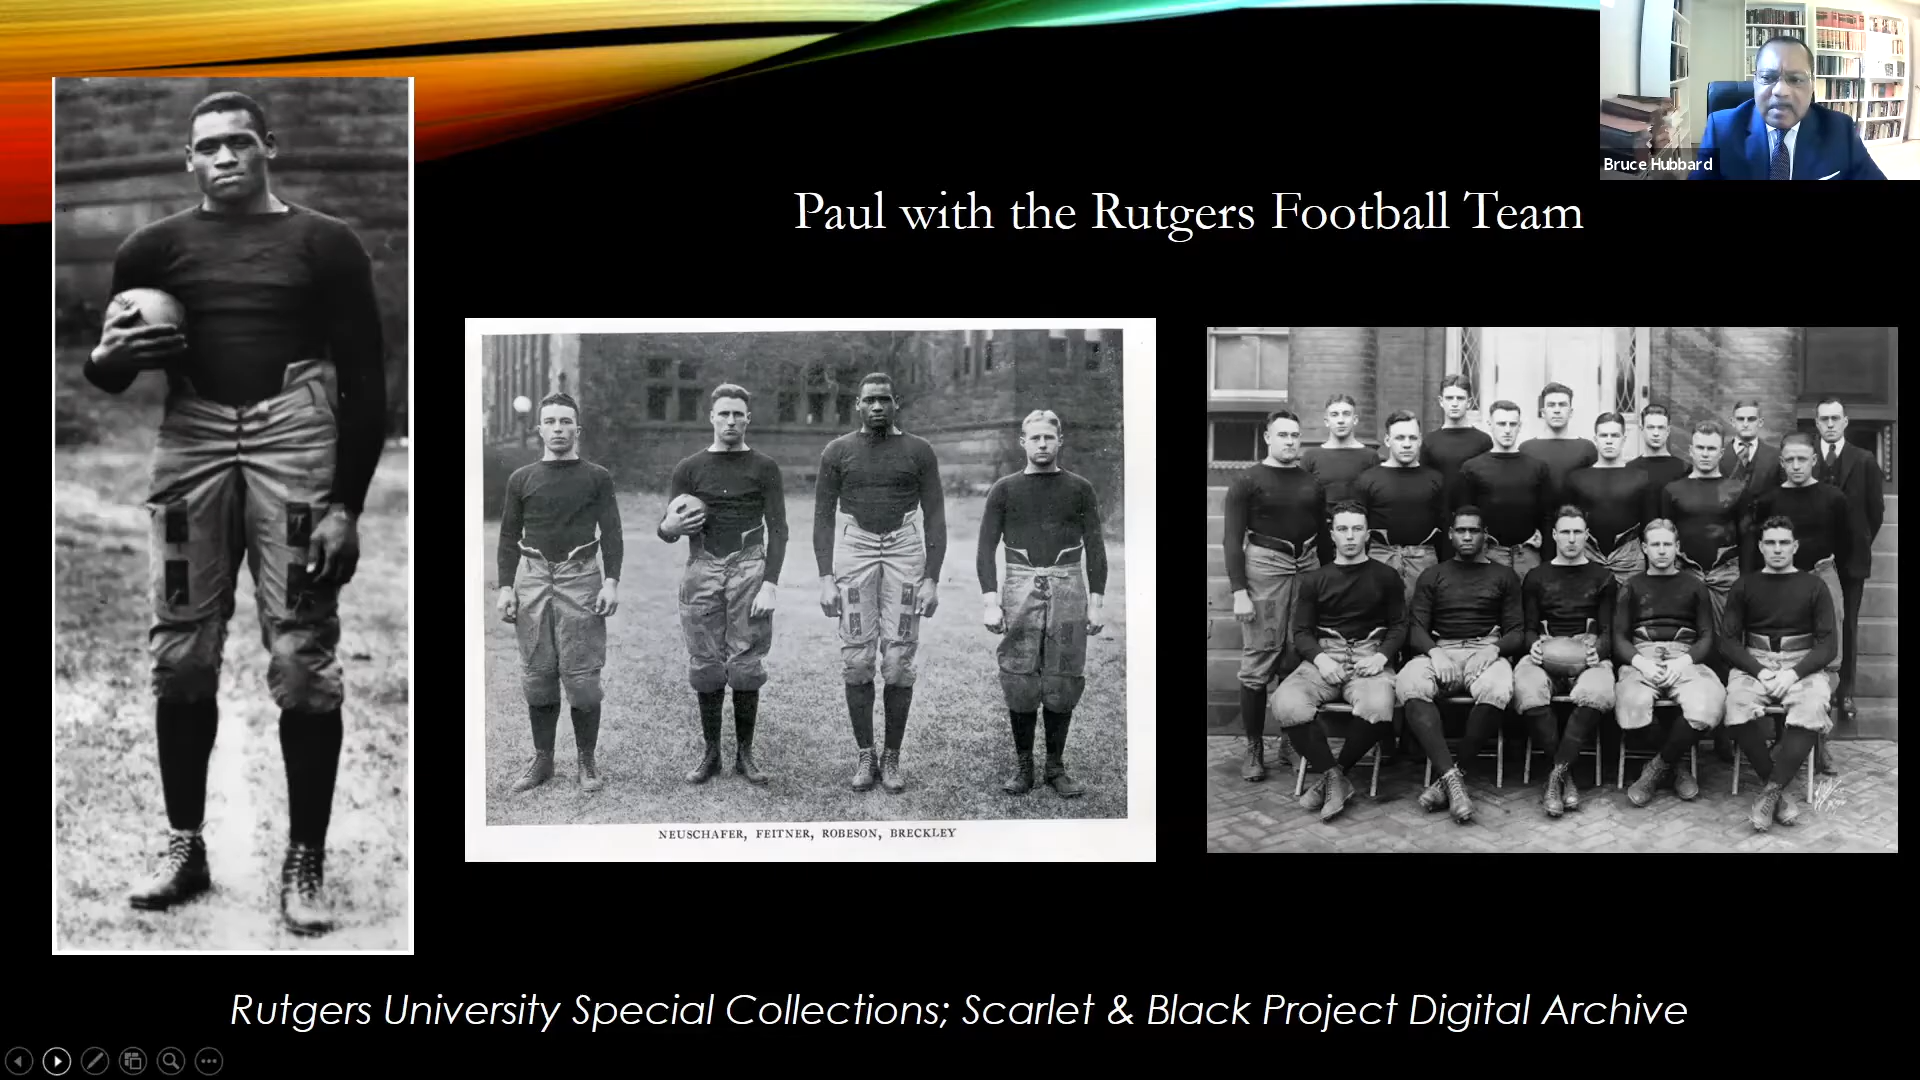 Bruce Hubbard
Paul with the Rutgers Football Team
NEUSCHAFER, FEITNER, ROBESON, BRECKLEY
Rutgers University Special Collections; Scarlet & Black Project Digital Archive